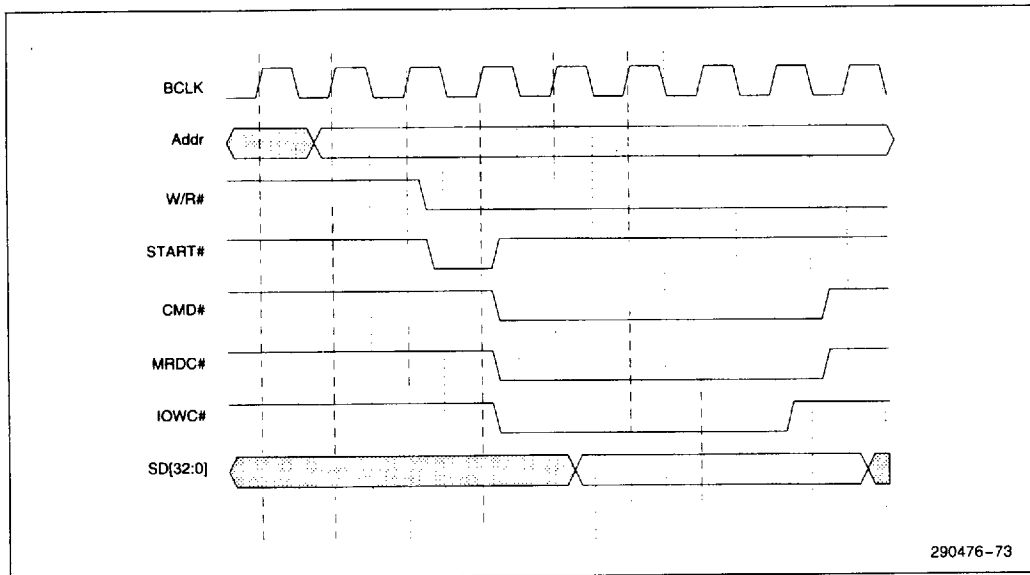 BCLK
Addr
W/R#
START#
CMD#
MRDC#
IOWC#
SD[32:0]
290476-73